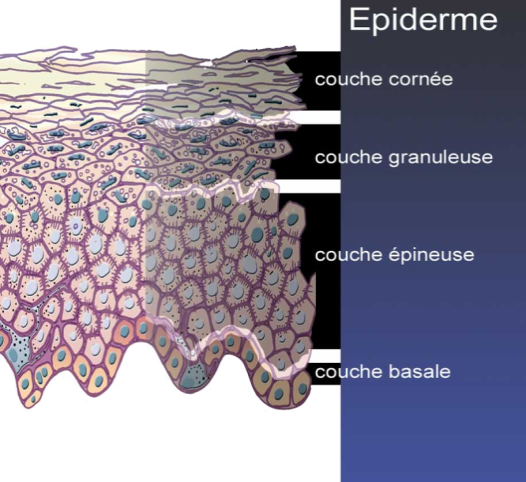 Epiderme
couche cornée
couche granuleuse
couche épineuse
couche basale